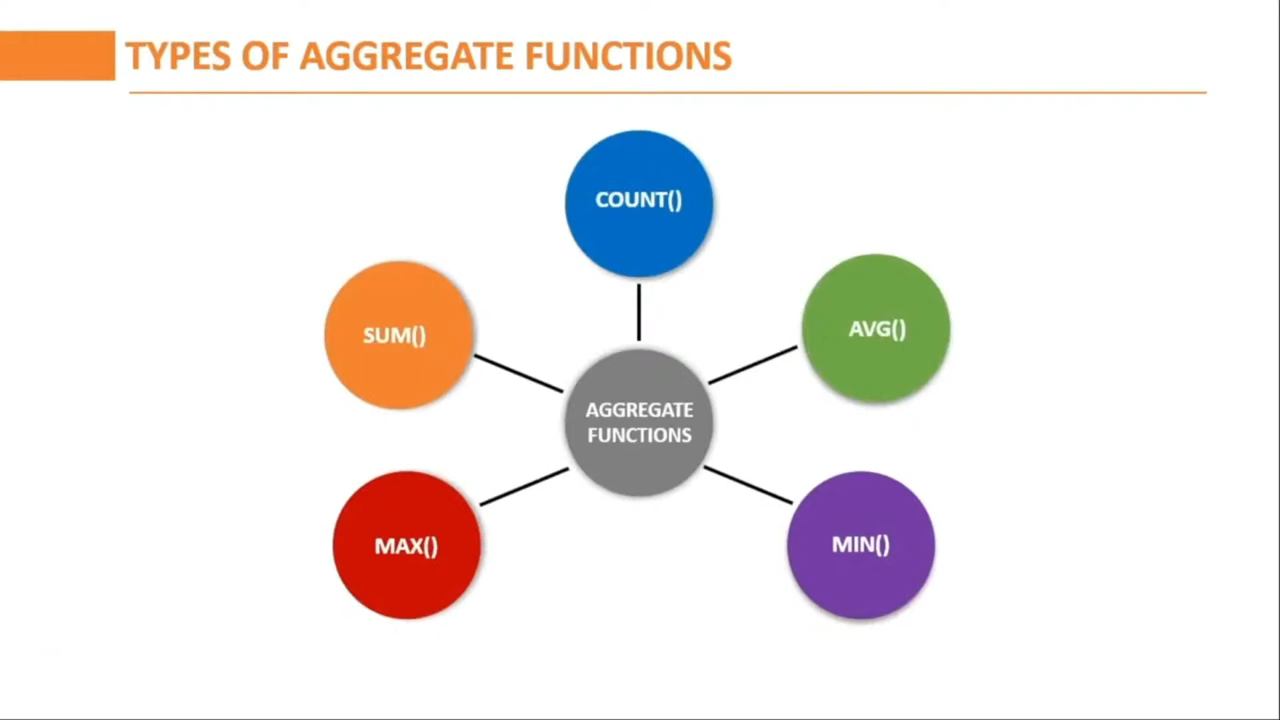 TYPES OF AGGREGATE FUNCTIONS
COUNT()
SUM()
AVG()
AGGREGATE
FUNCTIONS
MAX()
MIN()